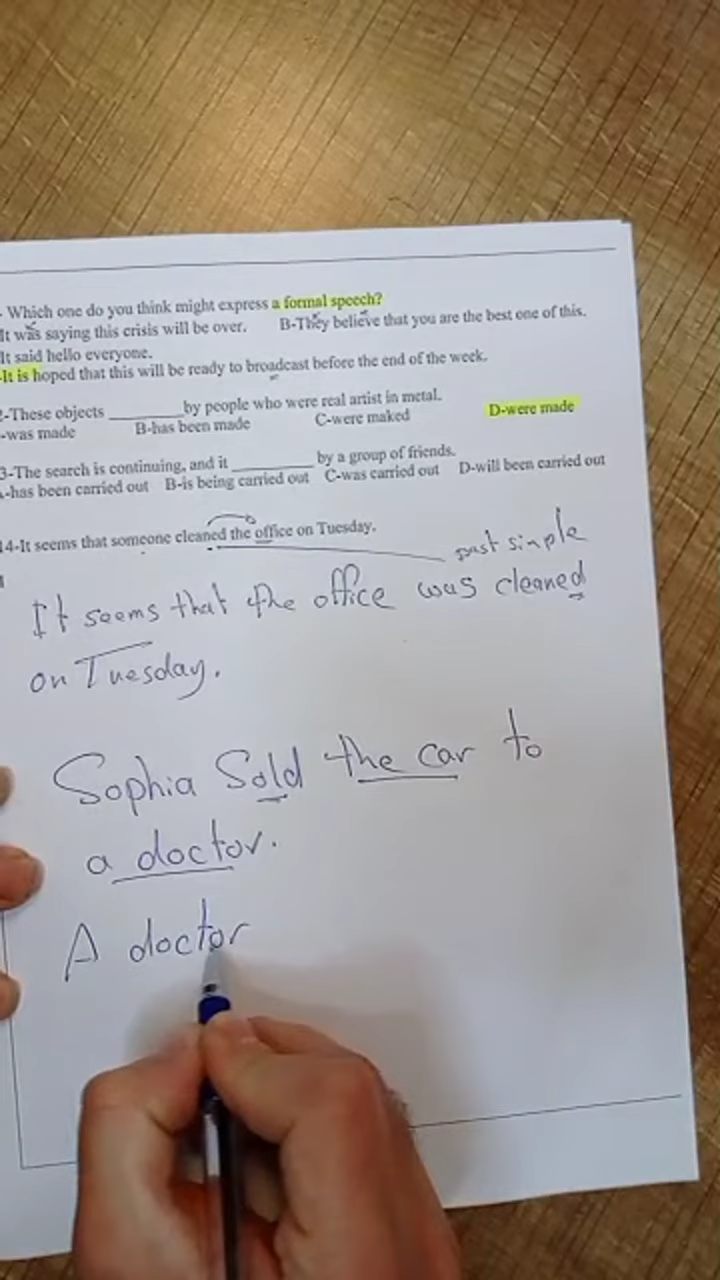 Which one do you think might express a formal speech?
It was saying this crisis will be over. B-They believe that you are the best one of this.
It said hello everyone.
-It is hoped that this will be ready to broadcast before the end of the week.
2-These objects ________ by people who were real artist in metal.
-was made B-has been made C-were maked D-were made
3-The search is continuing, and it ________ by a group of friends.
-has been carried out B-is being carried out C-was carried out D-will been carried out
14-It seems that someone cleaned the office on Tuesday.
past simple
It seems that the office was cleaned
on Tuesday.
Sophia Sold the car to
a doctor.
A doctor